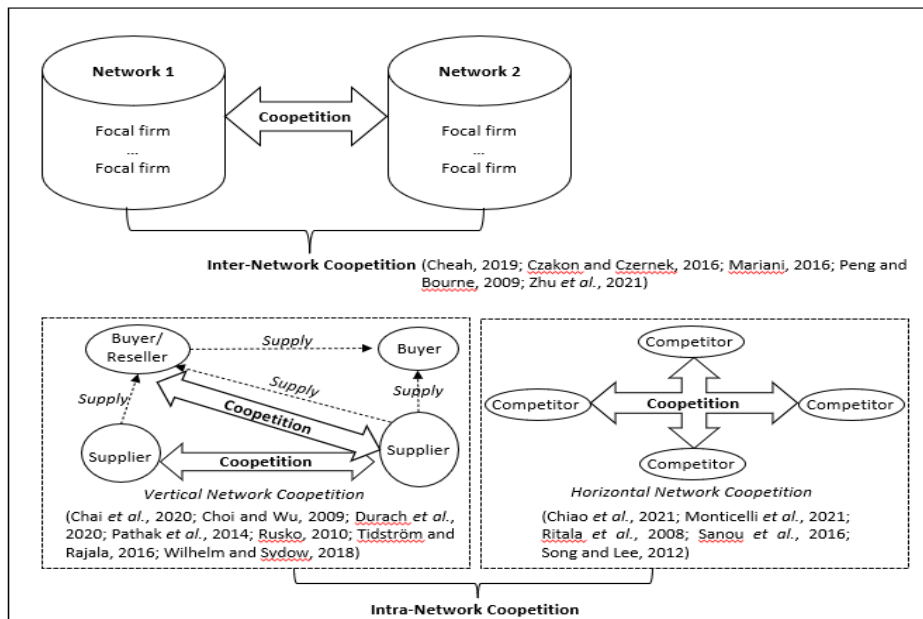 Network 1
Network 2
Coopetition
Focal firm
...
Focal firm
Focal firm
...
Focal firm
Inter-Network Coopetition (Cheah, 2019; Czakon and Czernek, 2016; Mariani, 2016; Peng and
Bourne, 2009; Zhu et al., 2021)
Buyer/
Reseller
Supply
Buyer
Supply
Supply
Supply
Coopetition
Supplier
Coopetition
Supplier
Vertical Network Coopetition
(Chai et al., 2020; Choi and Wu, 2009; Durach et al.,
2020; Pathak et al., 2014; Rusko, 2010; Tidström and
Rajala, 2016; Wilhelm and Sydow, 2018)
Competitor
Competitor
Coopetition
Competitor
Competitor
Horizontal Network Coopetition
(Chiao et al., 2021; Monticelli et al., 2021;
Ritala et al., 2008; Sanou et al., 2016;
Song and Lee, 2012)
Intra-Network Coopetition